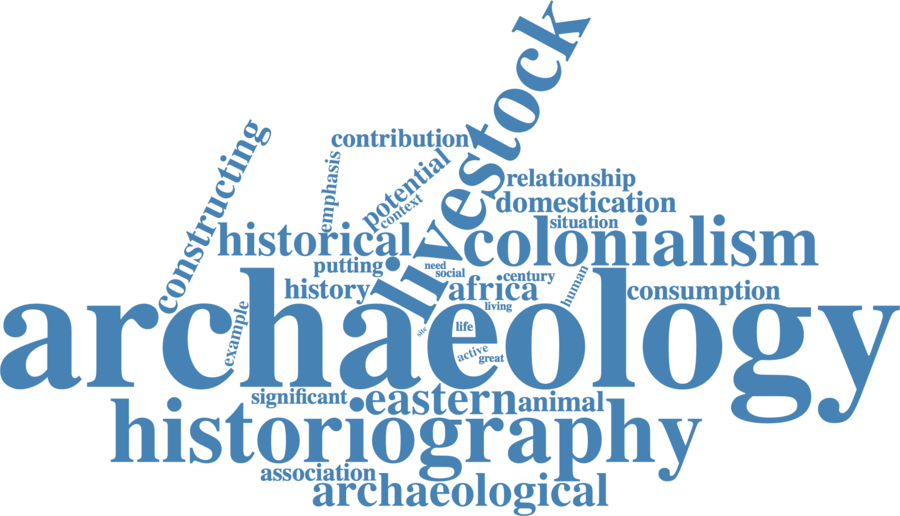 livestock
constructing
contribution
emphasis
potential
context
relationship
domestication
situation
historical
colonialism
putting
need
social
century
human
history
africa
living
consumption
archaeology
example
site
life
active
great
significant
eastern
animal
historiography
association
archaeological